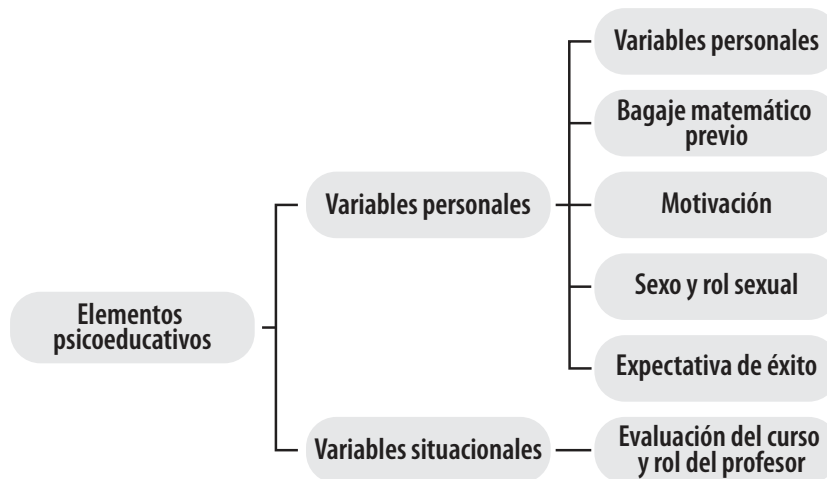 Variables personales
Bagaje matemático
previo
Variables personales
Motivación
Sexo y rol sexual
Elementos
psicoeducativos
Expectativa de éxito
Variables situacionales
Evaluación del curso
y rol del profesor